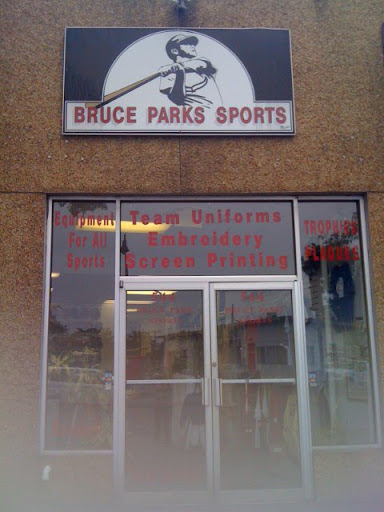 BRUCE PARKS SPORTS
Equipment
For All
Sports
Team Uniforms
Embroidery
Screen Printing
TROPHIES
PLAQUES